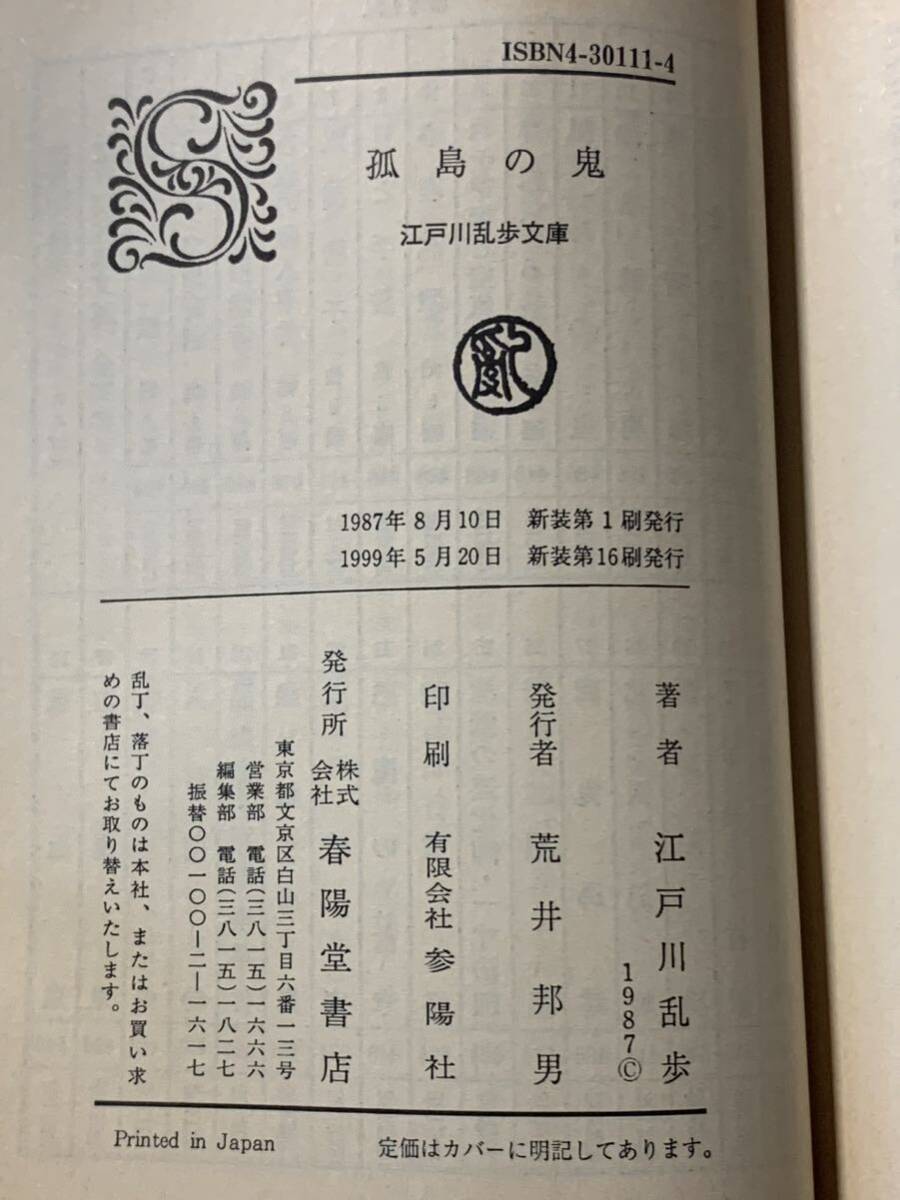 ISBN4-30111-4
孤島の鬼
江戸川乱歩文庫
亂
1987年8月10日 新装第1刷発行
1999年5月20日 新装第16刷発行
著者 江戸川乱歩
1987©
発行者 荒井邦男
印刷 有限会社参陽社
発行所 株式会社 春陽堂書店
東京都文京区白山三丁目六番一三号
営業部 電話(三八一五)一六六六
編集部 電話(三八一五)一八二七
振替〇〇一〇〇―二―一六一七
乱丁、落丁のものは本社、またはお買い求
めの書店にてお取り替えいたします。
Printed in Japan
定価はカバーに明記してあります。